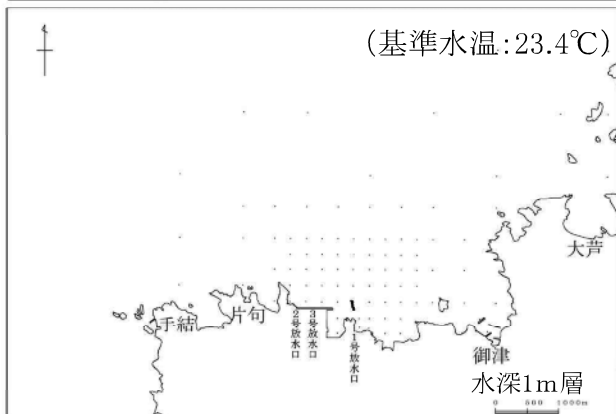 (基準水温:23.4℃)
大芦
手結
片句
2号放水口
3号放水口
1号放水口
御津
水深1m層
0 500 1000m